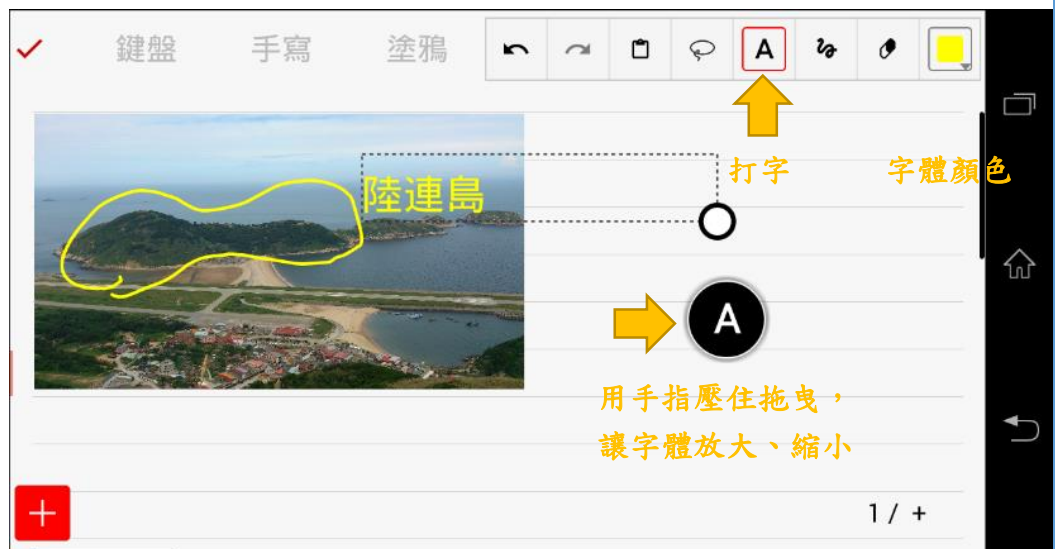 鍵盤 手寫 塗鴉 A
打字 字體顏色
陸連島
A
用手指壓住拖曳，
讓字體放大、縮小
+
1 / +